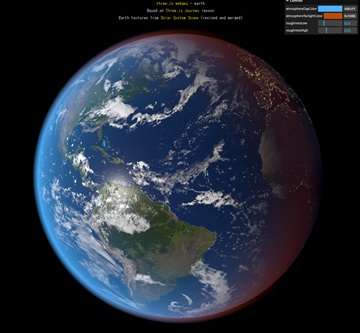 three.js webgpu - earth
Based on Three.js Journey lesson
Earth textures from Solar System Scope (resized and merged)
atmosphereDayColor
atmosphereTwilightColor
roughnessLow
roughnessHigh